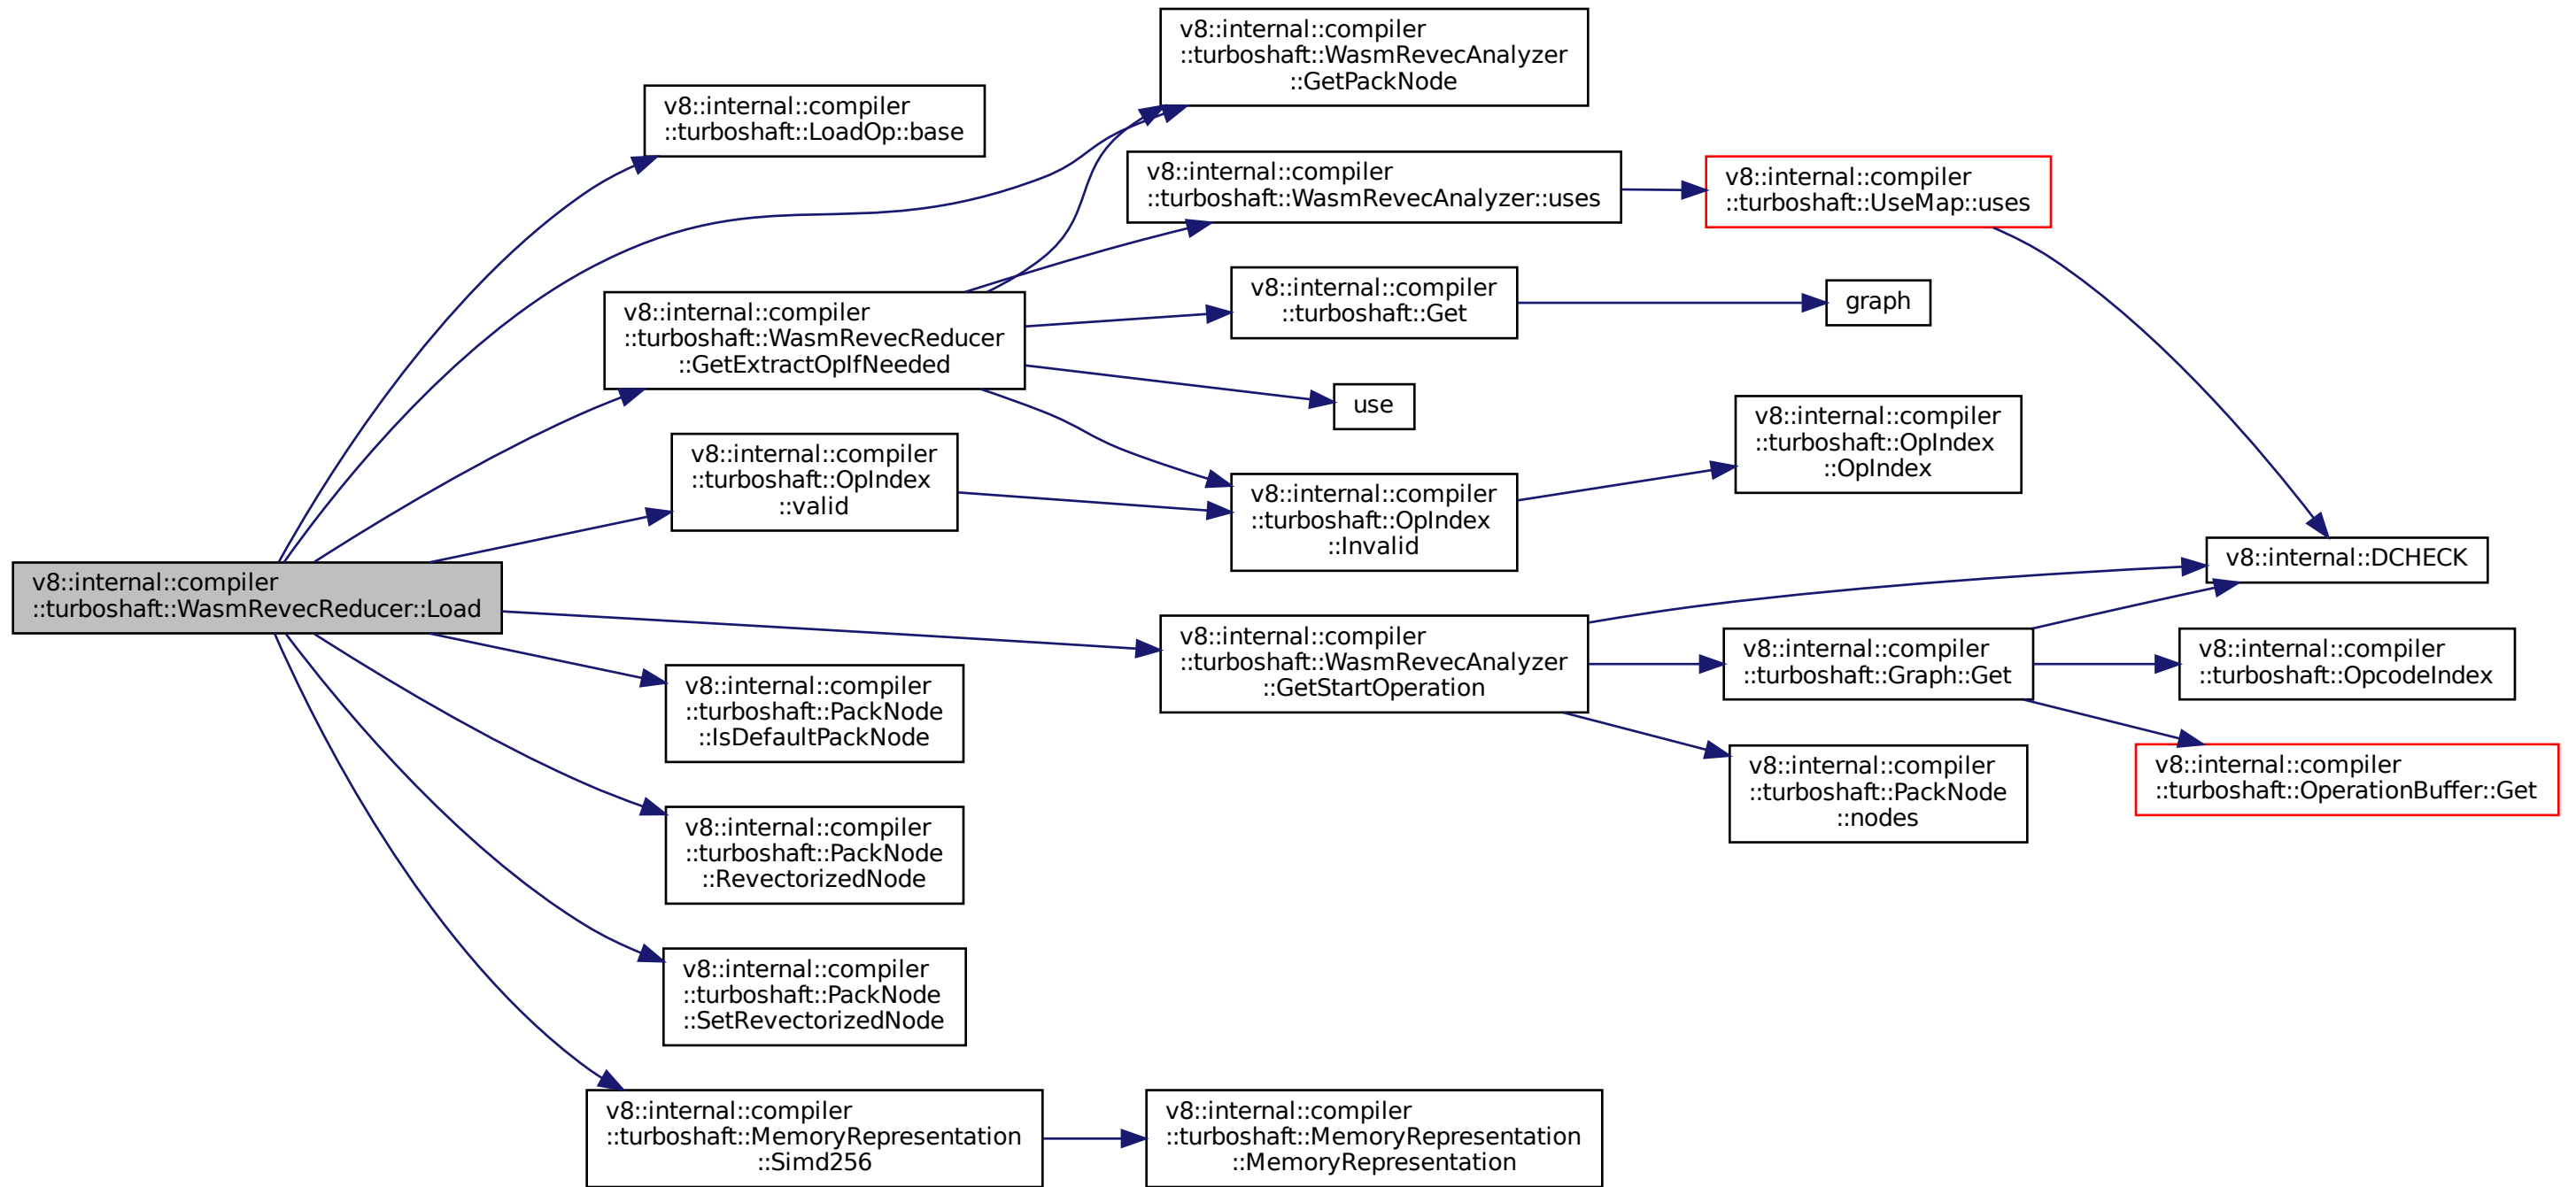 v8::internal::compiler
::turboshaft::WasmRevecReducer::Load
v8::internal::compiler
::turboshaft::LoadOp::base
v8::internal::compiler
::turboshaft::WasmRevecAnalyzer
::GetPackNode
v8::internal::compiler
::turboshaft::WasmRevecReducer
::GetExtractOpIfNeeded
v8::internal::compiler
::turboshaft::WasmRevecAnalyzer::uses
v8::internal::compiler
::turboshaft::UseMap::uses
v8::internal::compiler
::turboshaft::Get
graph
use
v8::internal::compiler
::turboshaft::OpIndex
::valid
v8::internal::compiler
::turboshaft::OpIndex
::Invalid
v8::internal::compiler
::turboshaft::OpIndex
::OpIndex
v8::internal::DCHECK
v8::internal::compiler
::turboshaft::WasmRevecAnalyzer
::GetStartOperation
v8::internal::compiler
::turboshaft::Graph::Get
v8::internal::compiler
::turboshaft::OpcodeIndex
v8::internal::compiler
::turboshaft::OperationBuffer::Get
v8::internal::compiler
::turboshaft::PackNode
::nodes
v8::internal::compiler
::turboshaft::PackNode
::IsDefaultPackNode
v8::internal::compiler
::turboshaft::PackNode
::RevectorizedNode
v8::internal::compiler
::turboshaft::PackNode
::SetRevectorizedNode
v8::internal::compiler
::turboshaft::MemoryRepresentation
::Simd256
v8::internal::compiler
::turboshaft::MemoryRepresentation
::MemoryRepresentation